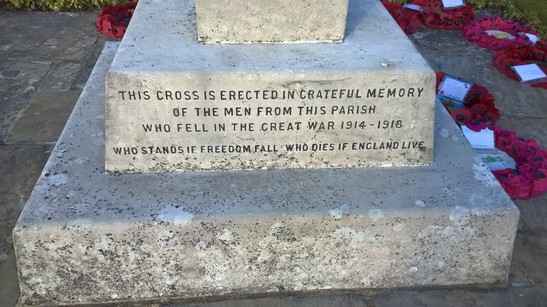 THIS CROSS IS ERECTED IN GRATEFUL MEMORY
OF THE MEN FROM THIS PARISH
WHO FELL IN THE GREAT WAR 1914-1918
WHO STANDS IF FREEDOM FALL WHO DIES IF ENGLAND LIVE